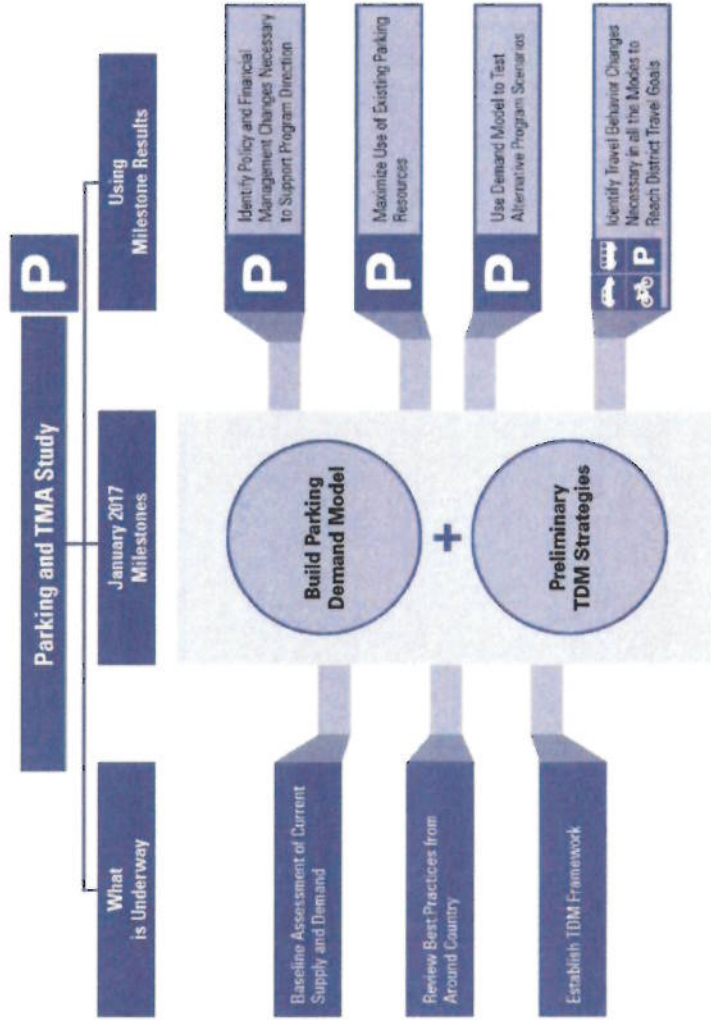 Parking and TMA Study
P
What
is Underway
January 2017
Milestones
Using
Milestone Results
Baseline Assessment of Current
Supply and Demand
Review Best Practices from
Around Country
Establish TDM Framework
Build Parking
Demand Model
+
Preliminary
TDM Strategies
P
Identify Policy and Financial
Management Changes Necessary
to Support Program Direction
P
Maximize Use of Existing Parking
Resources
P
Use Demand Model to Test
Alternative Program Scenarios
P
Identify Travel Behavior Changes
Necessary in all the Modes to
Reach District Travel Goals